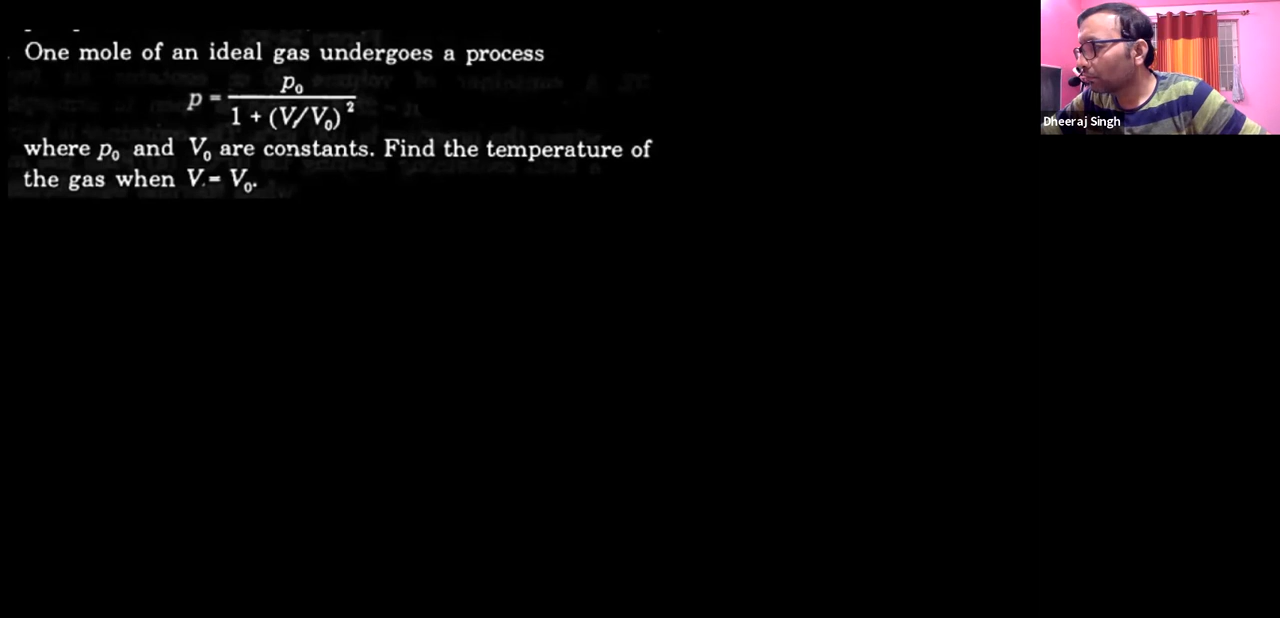 One mole of an ideal gas undergoes a process
p = p₀ / 1 + (V/V₀)²
where p₀ and V₀ are constants. Find the temperature of
the gas when V = V₀.
Dheeraj Singh